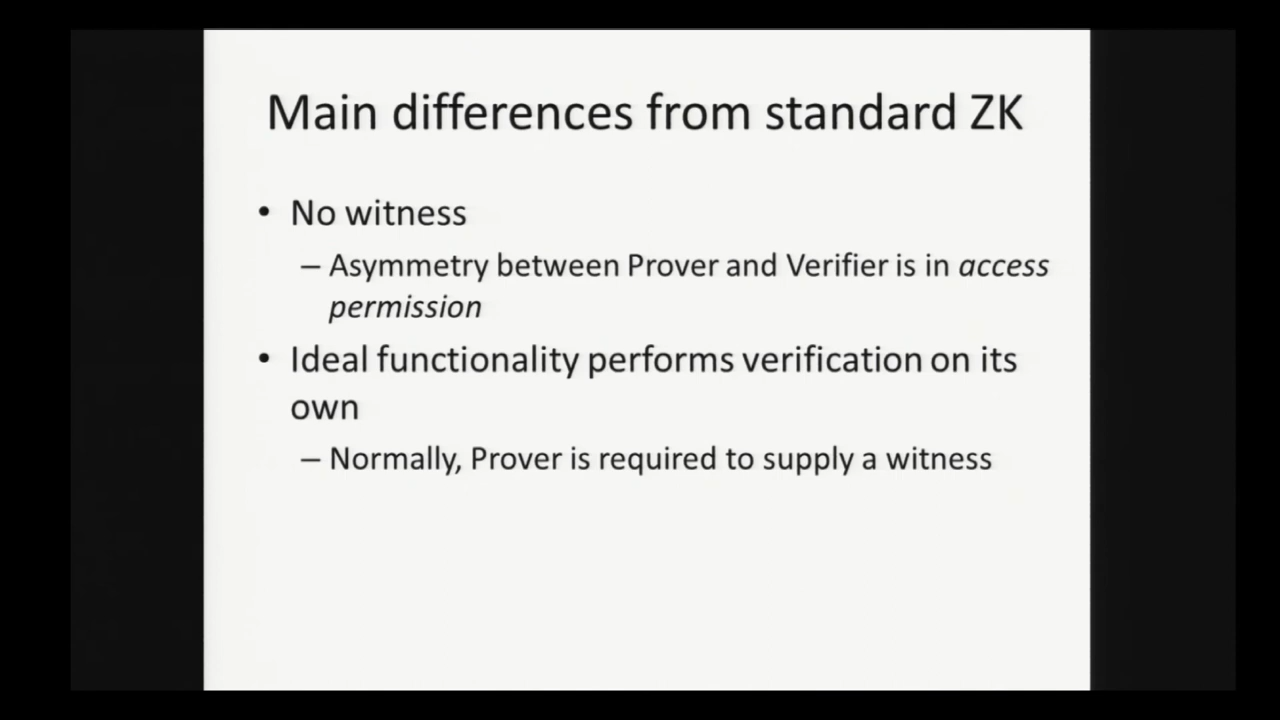 Main differences from standard ZK
• No witness
– Asymmetry between Prover and Verifier is in access
permission
• Ideal functionality performs verification on its
own
– Normally, Prover is required to supply a witness